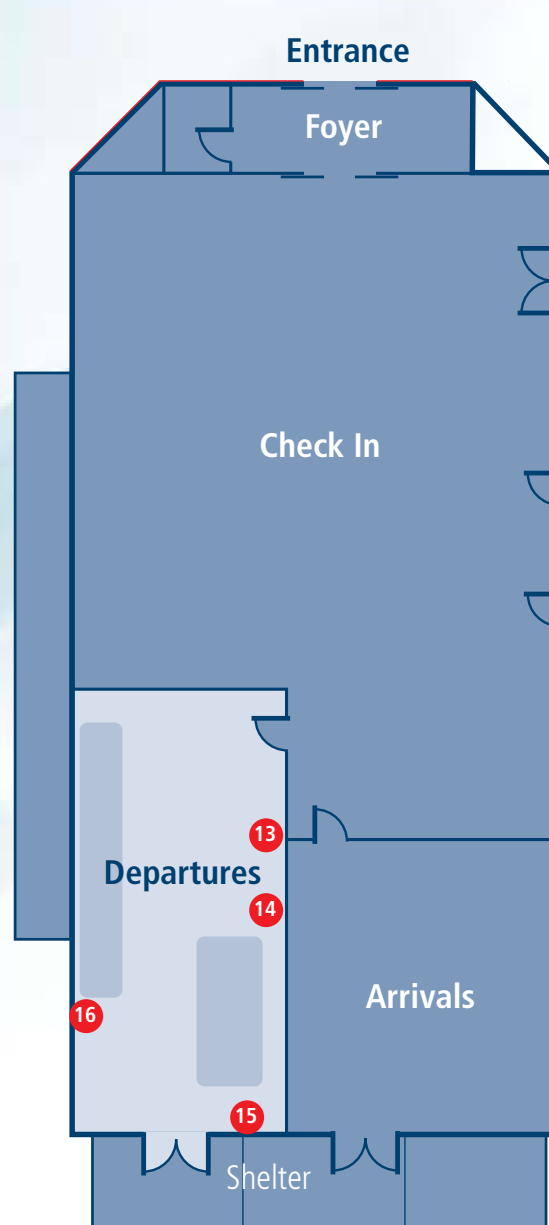 Entrance
Foyer
Check In
13
Departures
14
Arrivals
16
15
Shelter